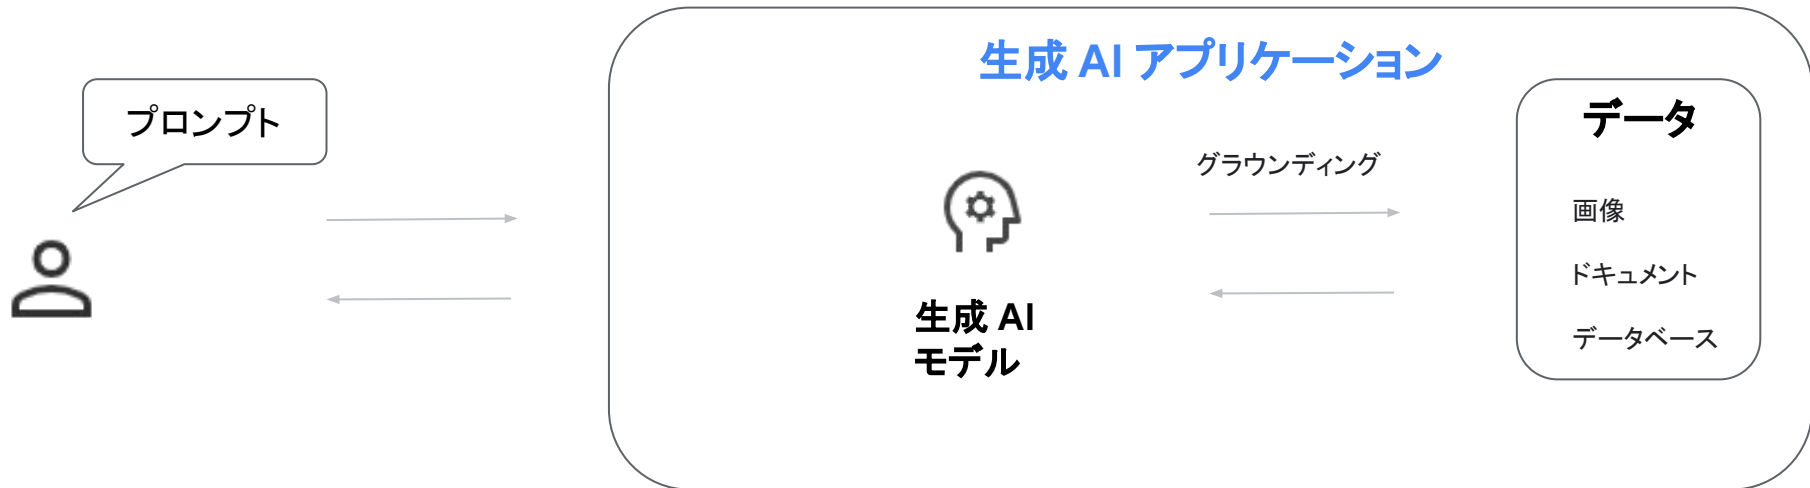 生成 AI アプリケーション
プロンプト
データ
グラウンディング
画像
ドキュメント
データベース
生成 AI
モデル